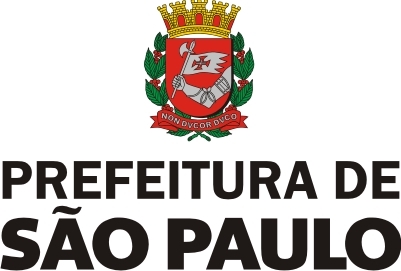 NON DVCOR DVCO
PREFEITURA DE
SÃO PAULO